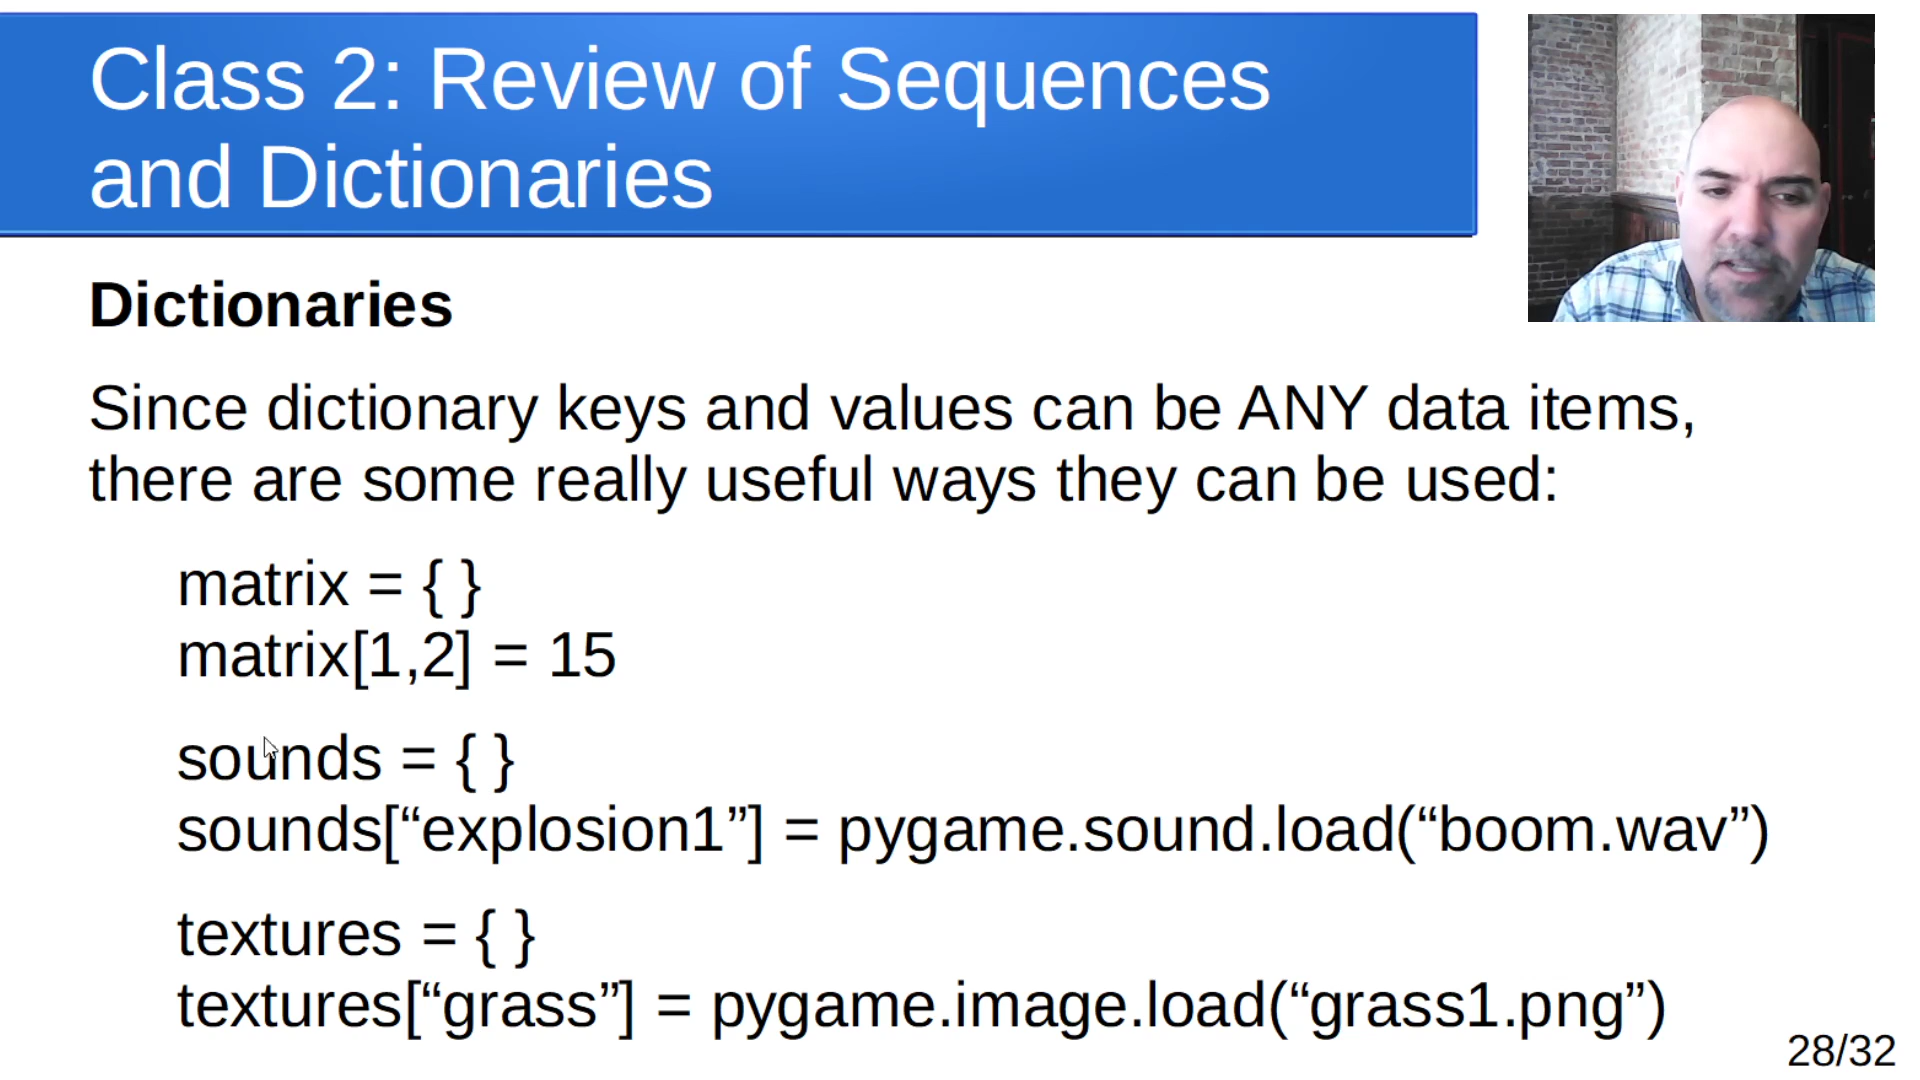 Class 2: Review of Sequences
and Dictionaries
Dictionaries
Since dictionary keys and values can be ANY data items,
there are some really useful ways they can be used:
matrix = { }
matrix[1,2] = 15
sounds = { }
sounds[“explosion1”] = pygame.sound.load(“boom.wav”)
textures = { }
textures[“grass”] = pygame.image.load(“grass1.png”)
28/32